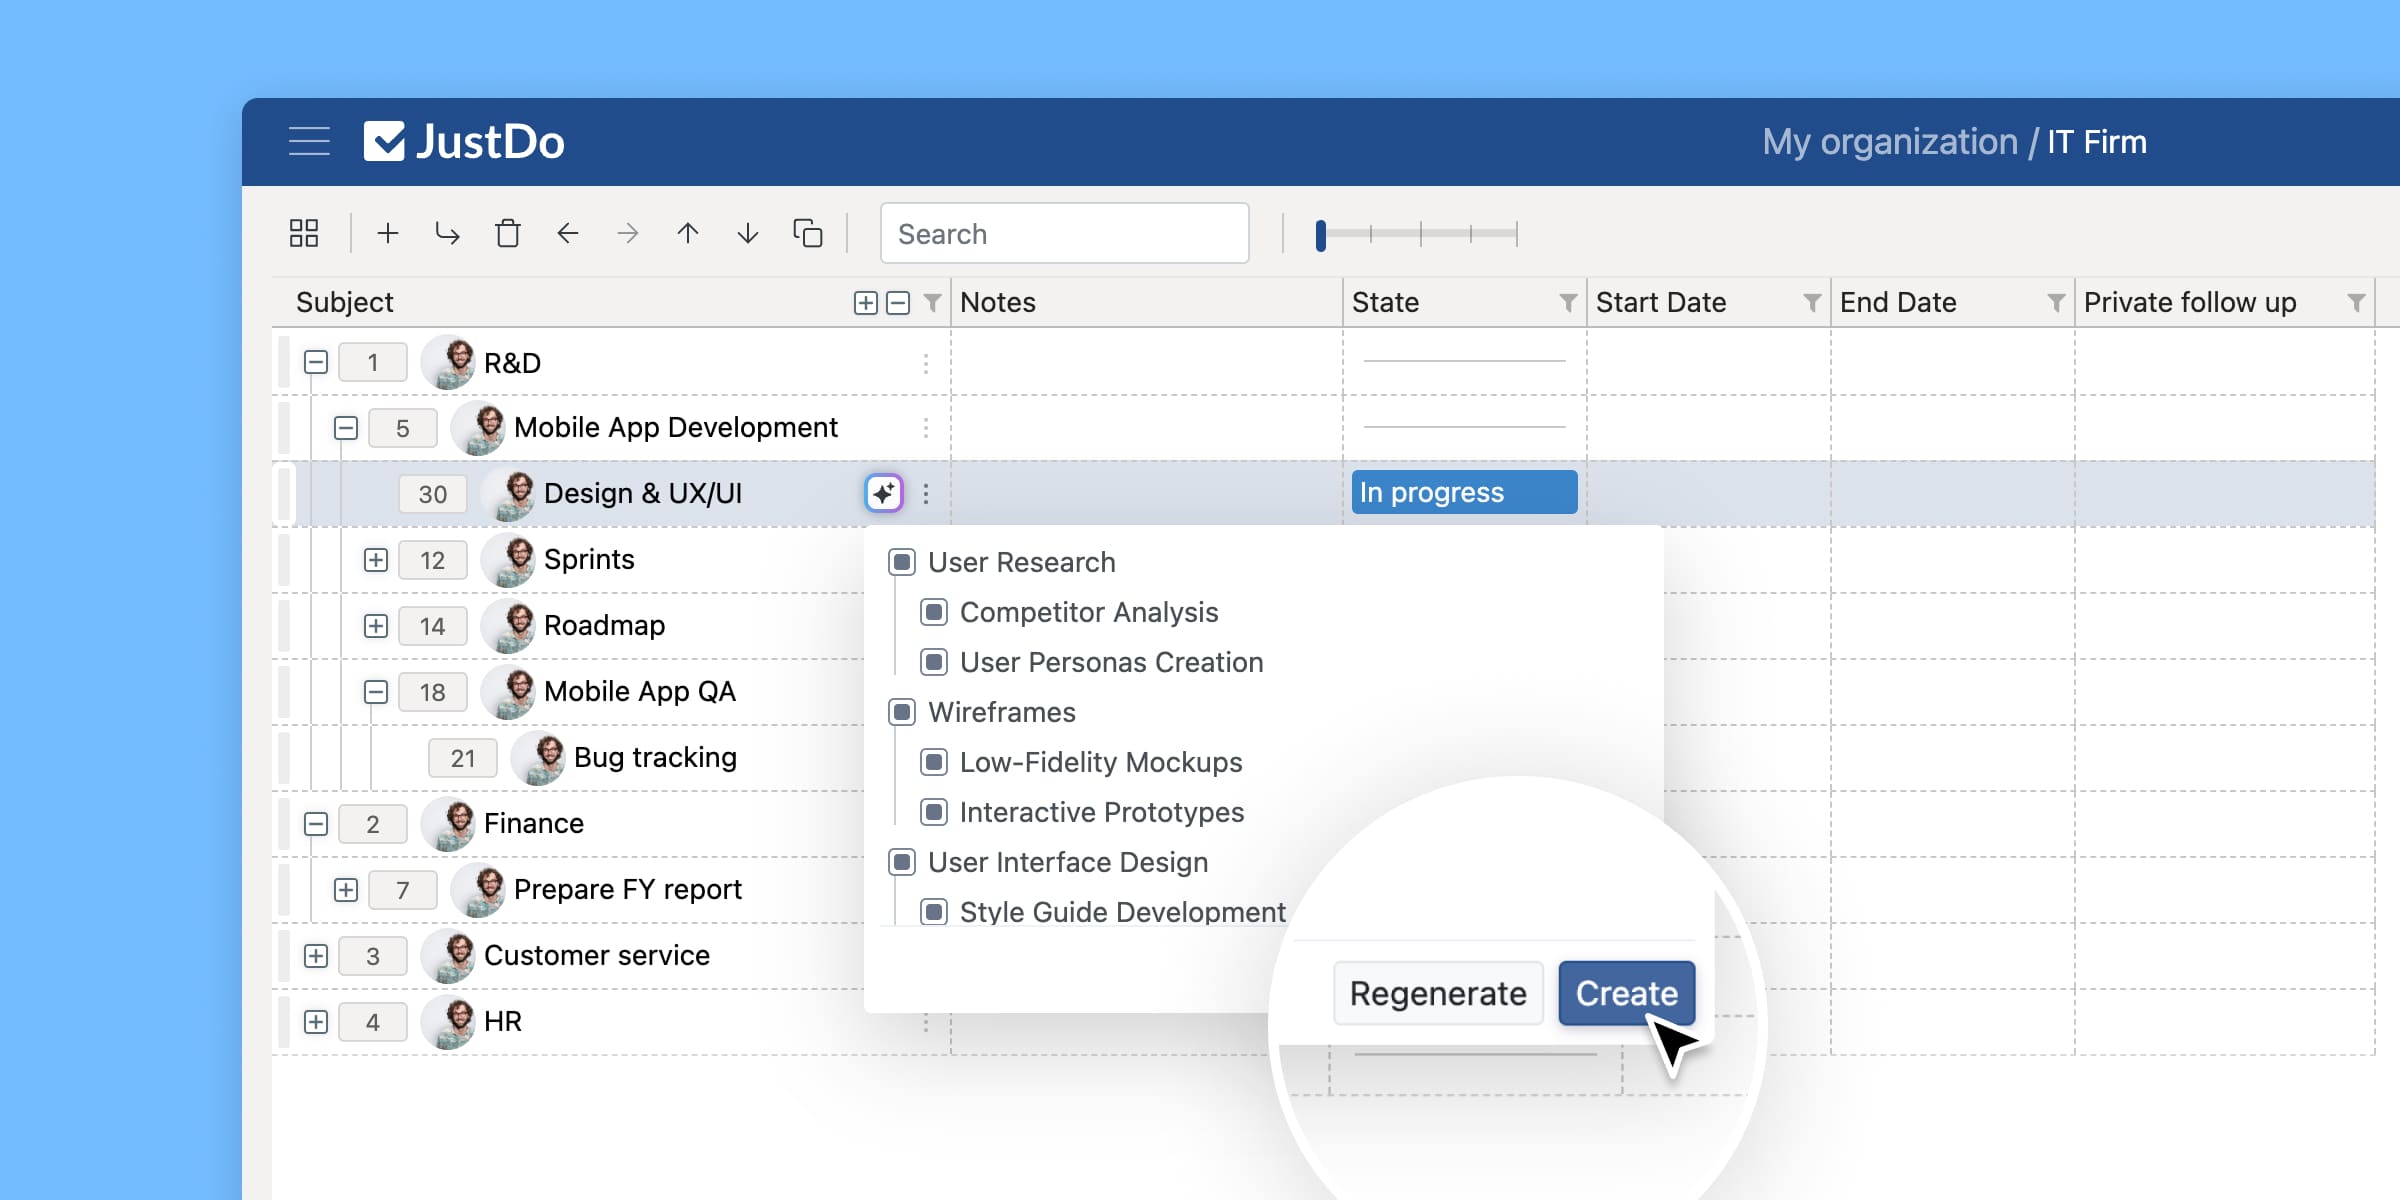 JustDo
My organization / IT Firm
Search
Subject Notes State Start Date End Date Private follow up
1 R&D
5 Mobile App Development
30 Design & UX/UI In progress
12 Sprints
14 Roadmap
18 Mobile App QA
21 Bug tracking
2 Finance
7 Prepare FY report
3 Customer service
4 HR
User Research
Competitor Analysis
User Personas Creation
Wireframes
Low-Fidelity Mockups
Interactive Prototypes
User Interface Design
Style Guide Development
Regenerate Create